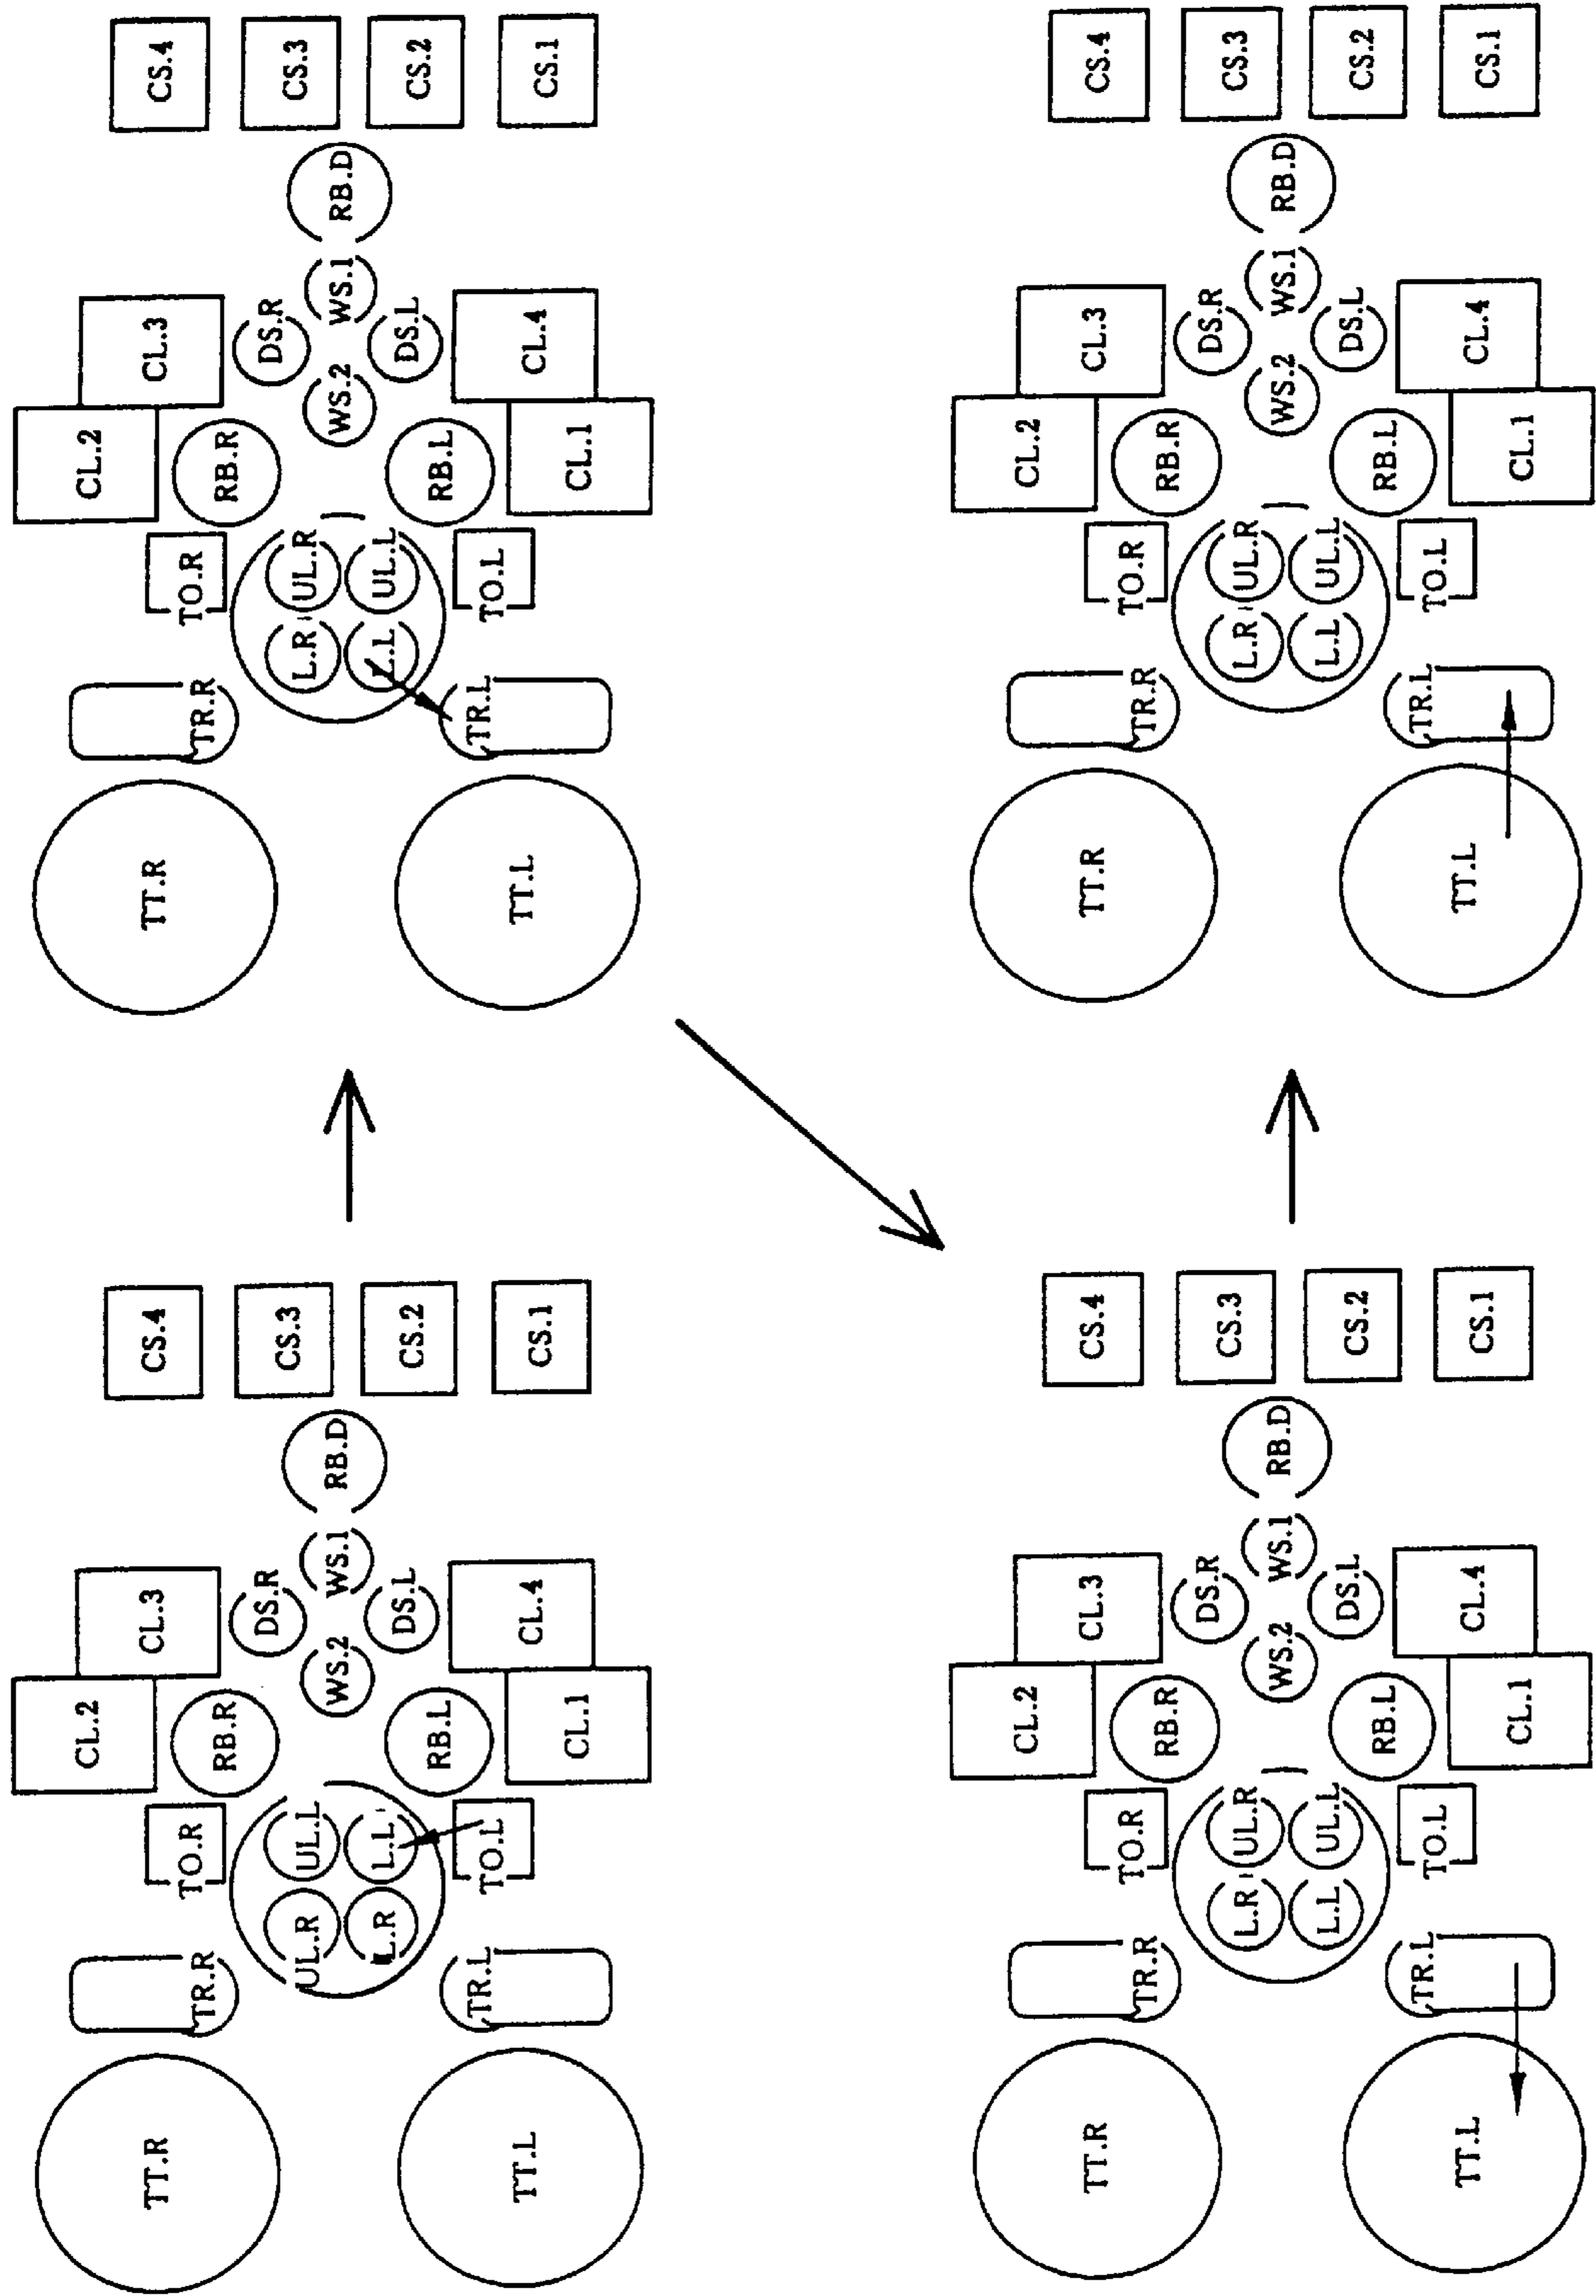 CL.2
CL.3
CS.4
TT.R
TR.R
TO.R
RB.R
DS.R
CS.3
UL.R
UL.L
WS.2
WS.1
RB.D
L.R
L.L
DS.L
CS.2
RB.L
TR.L
TO.L
TT.L
CL.4
CS.1
CL.1
CL.2
CL.3
CS.4
TT.R
TR.R
TO.R
RB.R
DS.R
CS.3
L.R
UL.R
WS.2
WS.1
RB.D
L.L
UL.L
DS.L
CS.2
RB.L
TR.L
TO.L
TT.L
CL.4
CS.1
CL.1
CL.2
CL.3
CS.4
TT.R
TR.R
TO.R
RB.R
DS.R
CS.3
L.R
UL.R
WS.2
WS.1
RB.D
L.L
UL.L
DS.L
CS.2
RB.L
TR.L
TO.L
TT.L
CL.4
CS.1
CL.1
CL.2
CL.3
CS.4
TT.R
TR.R
TO.R
RB.R
DS.R
CS.3
L.R
UL.R
WS.2
WS.1
RB.D
L.L
UL.L
DS.L
CS.2
RB.L
TR.L
TO.L
TT.L
CL.4
CS.1
CL.1